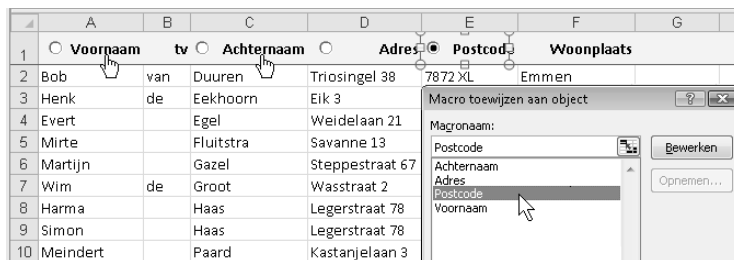 A B C D E F G
1 Voornaam tv Achternaam Adres Postcode Woonplaats
2 Bob van Duuren Triosingel 38 7872 XL Emmen
3 Henk de Eekhoorn Eik 3
4 Evert Egel Weidelaan 21
5 Mirte Fluitstra Savanne 13
6 Martijn Gazel Steppestraat 67
7 Wim de Groot Wasstraat 2
8 Harma Haas Legerstraat 78
9 Simon Haas Legerstraat 78
10 Meindert Paard Kastanjelaan 3
Macro toewijzen aan object
Macronaam:
Postcode
Bewerken
Achternaam
Adres
Postcode
Voornaam
Opnemen...